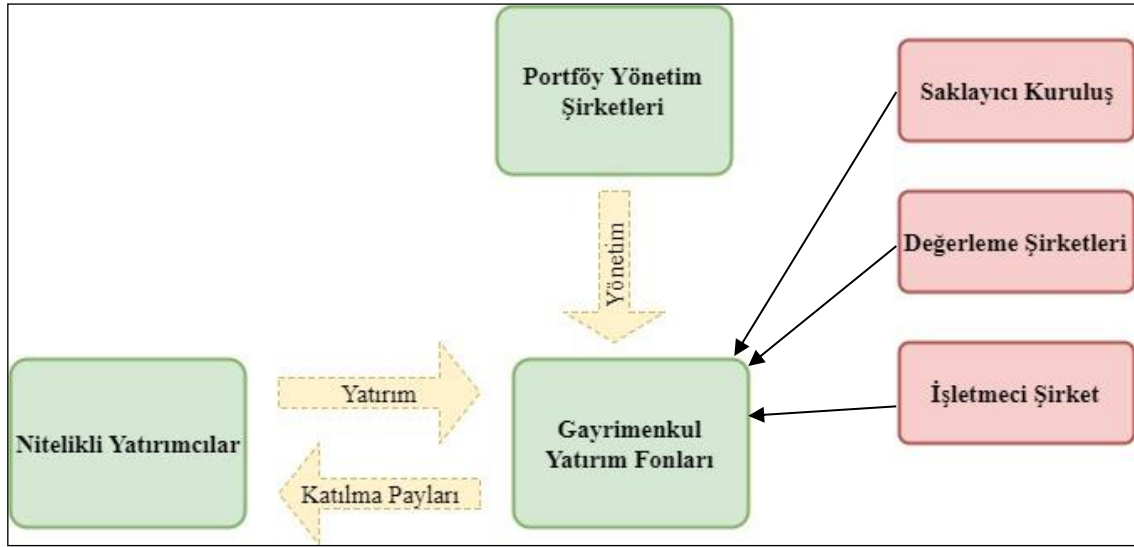 Portföy Yönetim
Şirketleri
Saklayıcı Kuruluş
Değerleme Şirketleri
İşletmeci Şirket
Yönetim
Nitelikli Yatırımcılar
Yatırım
Katılma Payları
Gayrimenkul
Yatırım Fonları